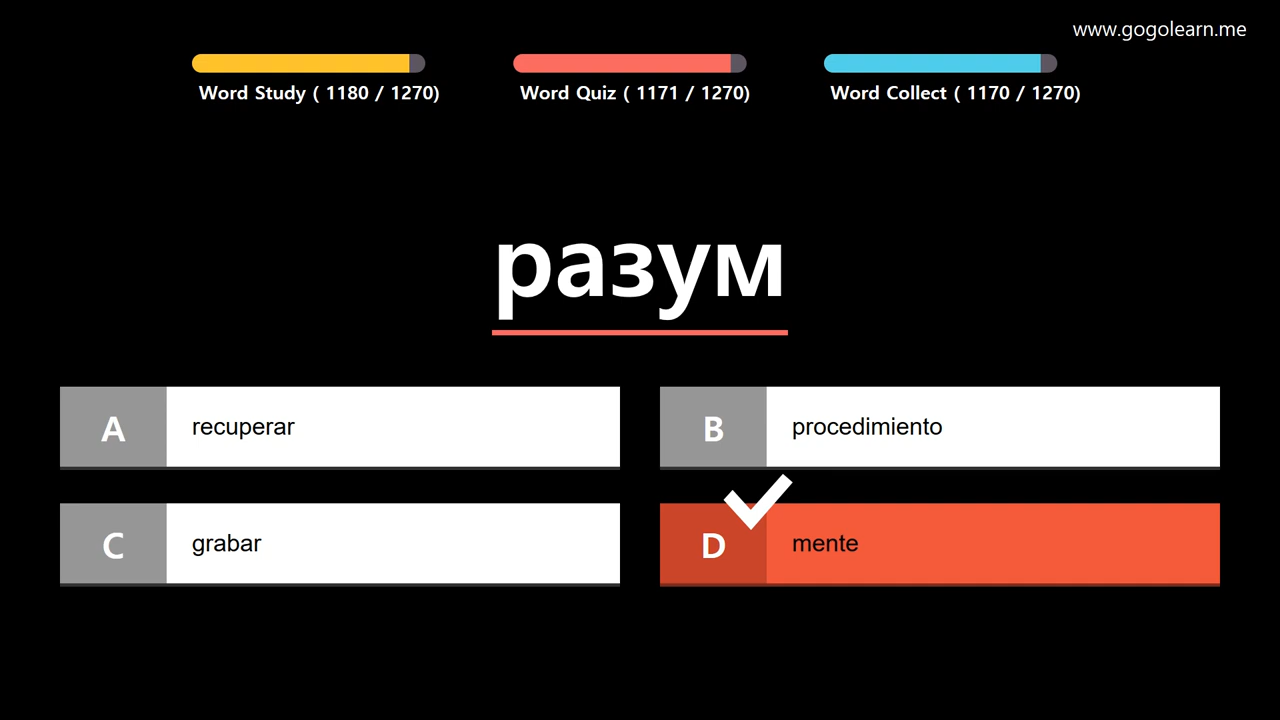 www.gogolearn.me
Word Study ( 1180 / 1270)
Word Quiz ( 1171 / 1270)
Word Collect ( 1170 / 1270)
разум
A recuperar
B procedimiento
C grabar
D mente